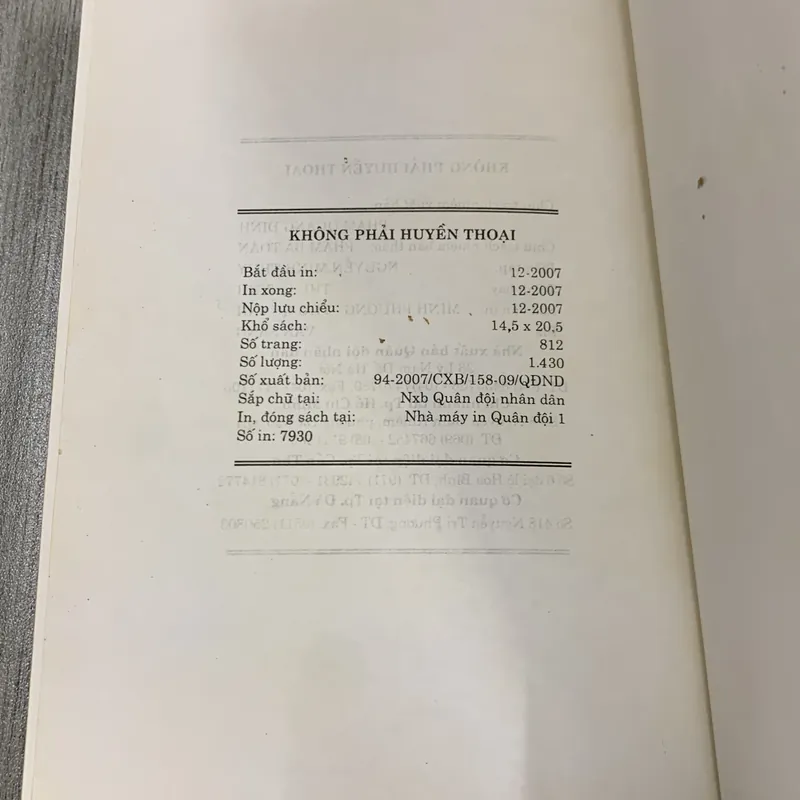 KHÔNG PHẢI HUYỀN THOẠI
Bắt đầu in: 12-2007
In xong: 12-2007
Nộp lưu chiểu: 12-2007
Khổ sách: 14,5 x 20,5
Số trang: 812
Số lượng: 1.430
Số xuất bản: 94-2007/CXB/158-09/QĐND
Sắp chữ tại: Nxb Quân đội nhân dân
In, đóng sách tại: Nhà máy in Quân đội 1
Số in: 7930